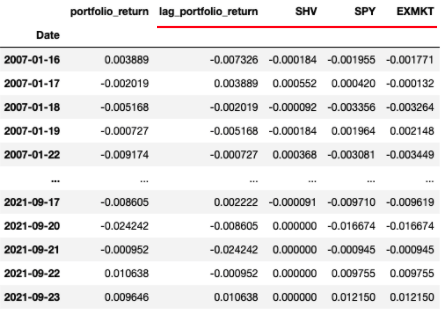 portfolio_return lag_portfolio_return SHV SPY EXMKT
Date
2007-01-16 0.003889 -0.007326 -0.000184 -0.001955 -0.001771
2007-01-17 -0.002019 0.003889 0.000552 0.000420 -0.000132
2007-01-18 -0.005168 -0.002019 -0.000092 -0.003356 -0.003264
2007-01-19 -0.000727 -0.005168 -0.000184 0.001964 0.002148
2007-01-22 -0.009174 -0.000727 0.000368 -0.003081 -0.003449
... ... ... ... ... ...
2021-09-17 -0.008605 0.002222 -0.000091 -0.009710 -0.009619
2021-09-20 -0.024242 -0.008605 0.000000 -0.016674 -0.016674
2021-09-21 -0.000952 -0.024242 0.000000 -0.000945 -0.000945
2021-09-22 0.010638 -0.000952 0.000000 0.009755 0.009755
2021-09-23 0.009646 0.010638 0.000000 0.012150 0.012150